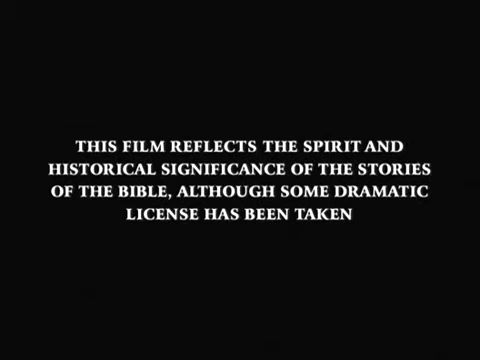 THIS FILM REFLECTS THE SPIRIT AND
HISTORICAL SIGNIFICANCE OF THE STORIES
OF THE BIBLE, ALTHOUGH SOME DRAMATIC
LICENSE HAS BEEN TAKEN